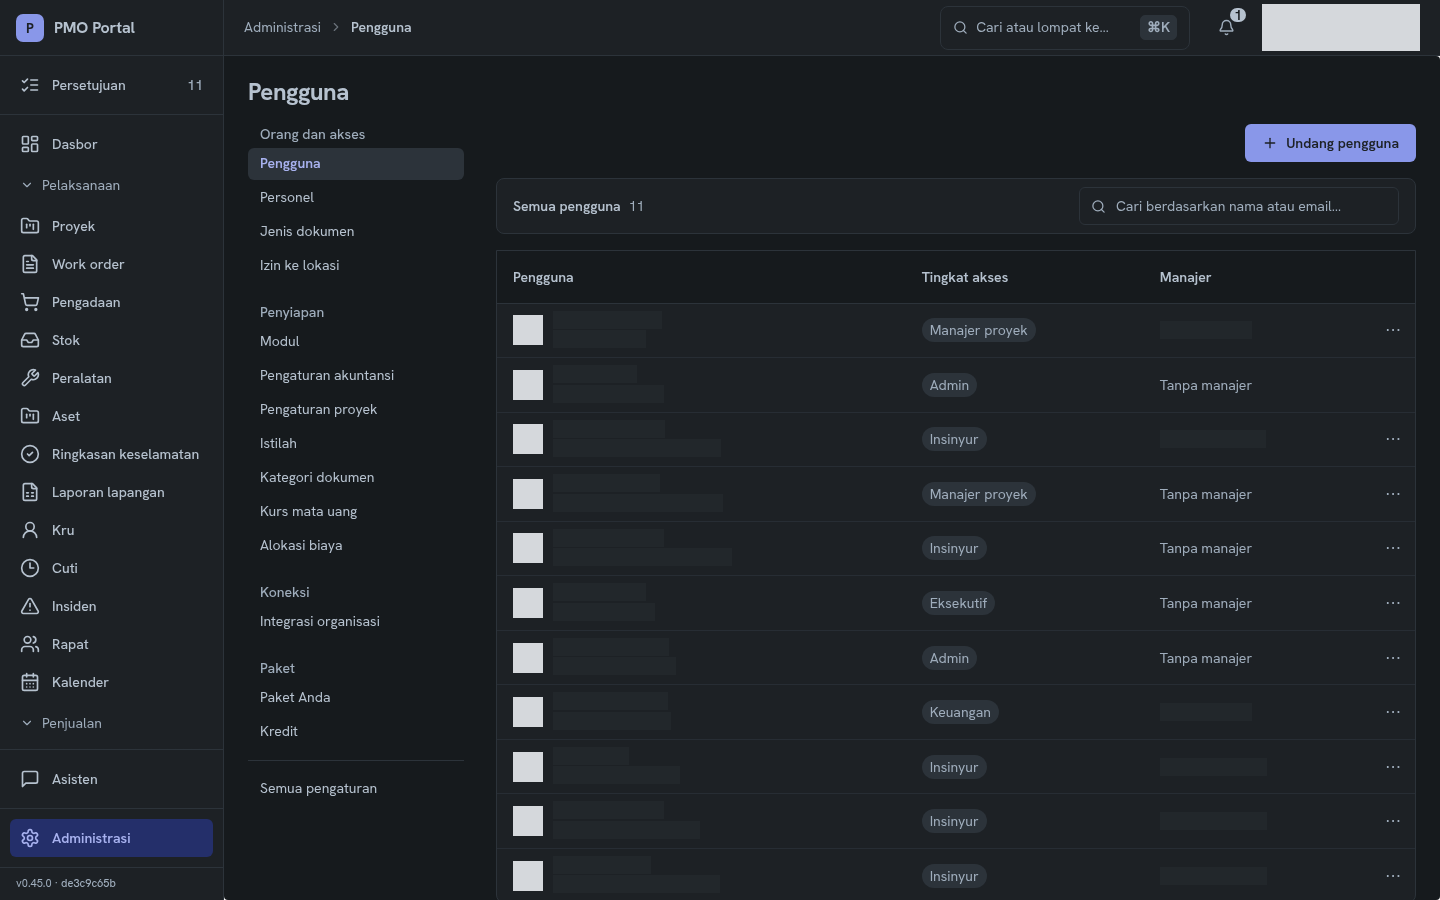 P PMO Portal
Administrasi > Pengguna
Cari atau lompat ke... ⌘K
1
Persetujuan 11
Dasbor
Pelaksanaan
Proyek
Work order
Pengadaan
Stok
Peralatan
Aset
Ringkasan keselamatan
Laporan lapangan
Kru
Cuti
Insiden
Rapat
Kalender
Penjualan
Asisten
Administrasi
v0.45.0 · de3c9c65b
Pengguna
Orang dan akses
Pengguna
Personel
Jenis dokumen
Izin ke lokasi
Penyiapan
Modul
Pengaturan akuntansi
Pengaturan proyek
Istilah
Kategori dokumen
Kurs mata uang
Alokasi biaya
Koneksi
Integrasi organisasi
Paket
Paket Anda
Kredit
Semua pengaturan
+ Undang pengguna
Semua pengguna 11
Cari berdasarkan nama atau email...
Pengguna Tingkat akses Manajer
Manajer proyek
Admin Tanpa manajer
Insinyur
Manajer proyek Tanpa manajer
Insinyur Tanpa manajer
Eksekutif Tanpa manajer
Admin Tanpa manajer
Keuangan
Insinyur
Insinyur
Insinyur